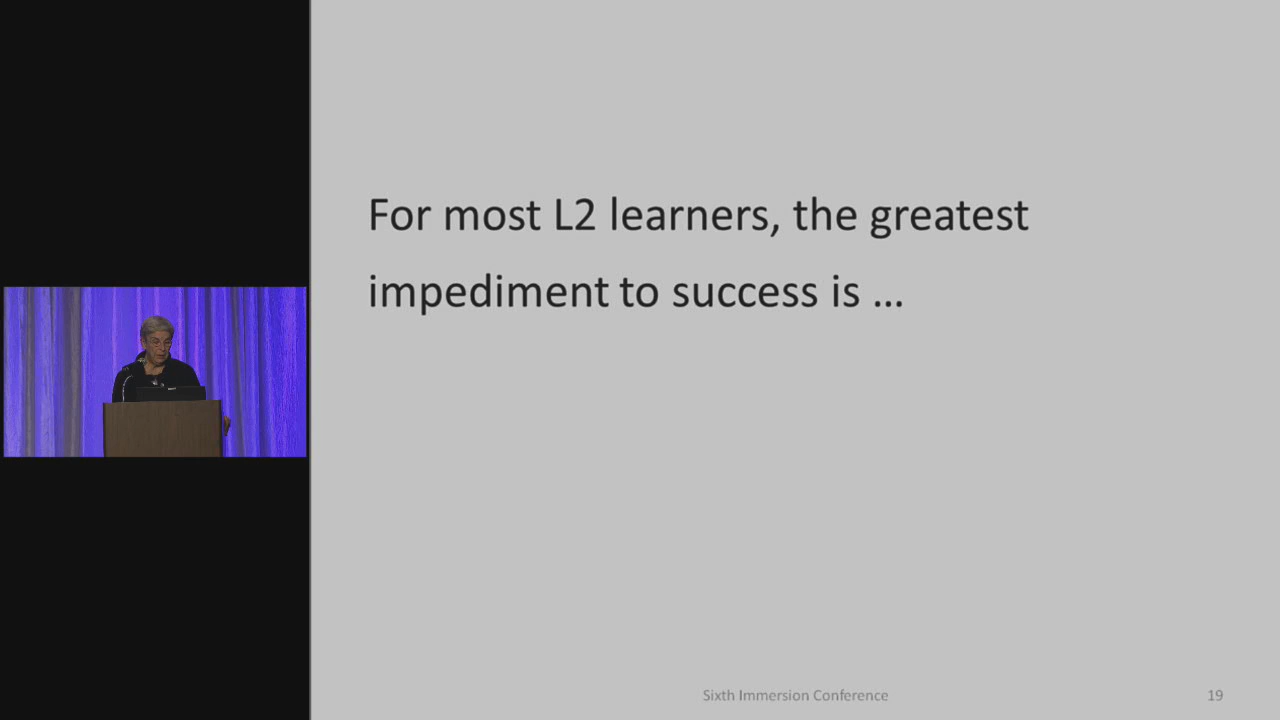 For most L2 learners, the greatest
impediment to success is ...
Sixth Immersion Conference
19